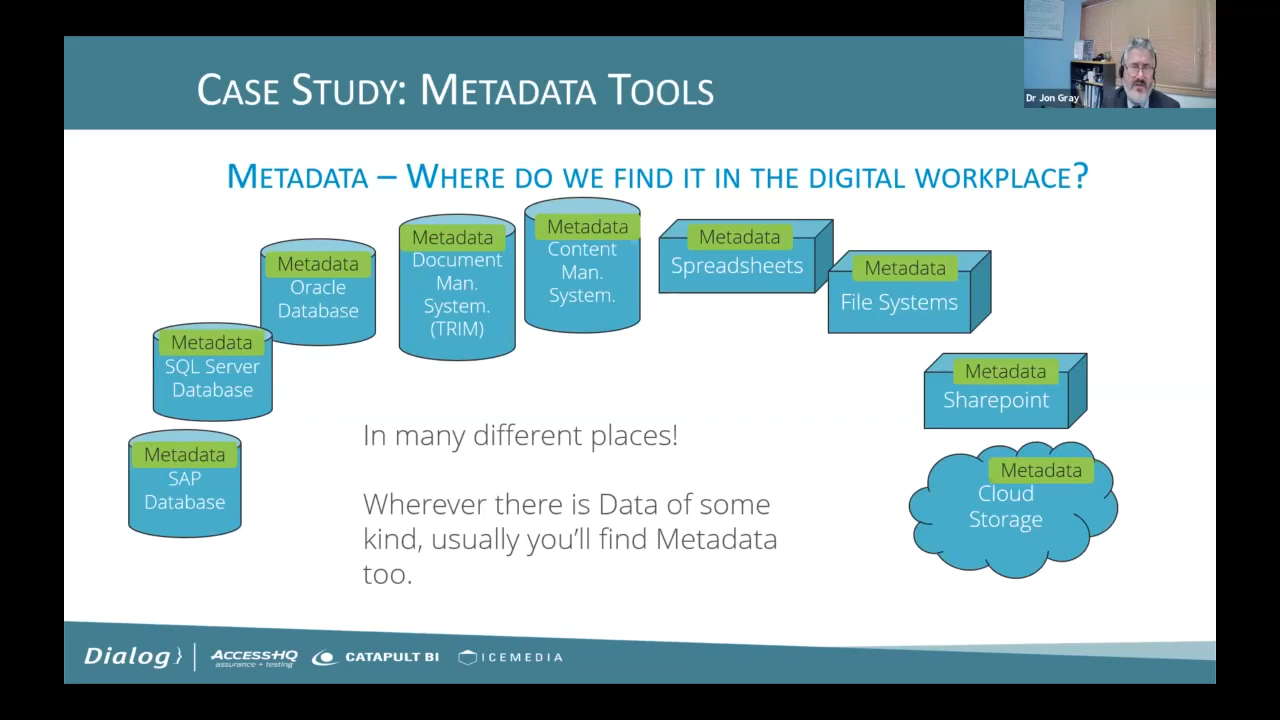 Dr Jon Gray
CASE STUDY: METADATA TOOLS
METADATA – WHERE DO WE FIND IT IN THE DIGITAL WORKPLACE?
Metadata
SAP
Database
Metadata
SQL Server
Database
Metadata
Oracle
Database
Metadata
Document
Man.
System.
(TRIM)
Metadata
Content
Man.
System.
Metadata
Spreadsheets
Metadata
File Systems
Metadata
Sharepoint
Metadata
Cloud
Storage
In many different places!
Wherever there is Data of some
kind, usually you'll find Metadata
too.
Dialog
ACCESSHQ
assurance + testing
CATAPULT BI
ICEMEDIA